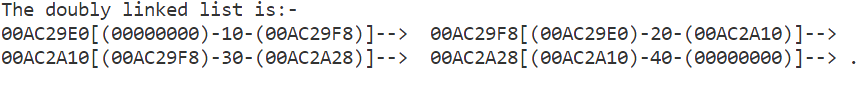 The doubly linked list is:-
00AC29E0[(00000000)-10-(00AC29F8)]-->  00AC29F8[(00AC29E0)-20-(00AC2A10)]-->
00AC2A10[(00AC29F8)-30-(00AC2A28)]-->  00AC2A28[(00AC2A10)-40-(00000000)]--> .